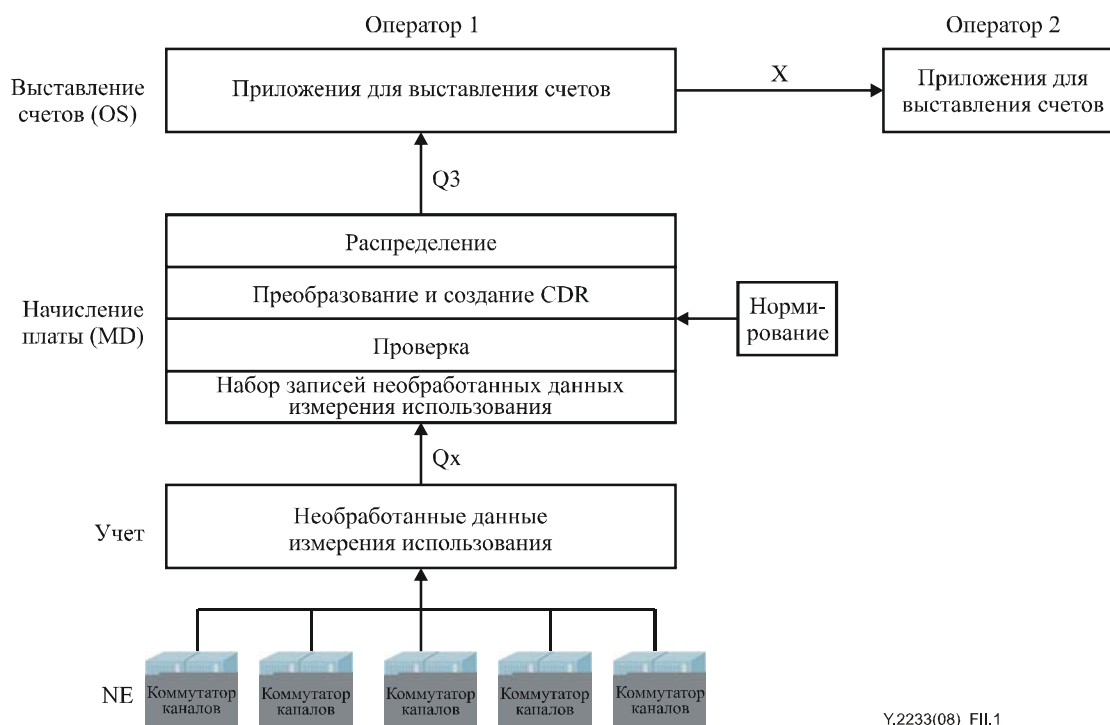 Оператор 1
Оператор 2
Выставление
счетов (OS)
Приложения для выставления счетов
X
Приложения для
выставления счетов
Q3
Начисление
платы (MD)
Распределение
Преобразование и создание CDR
Проверка
Набор записей необработанных данных
измерения использования
Норми-
рование
Qx
Учет
Необработанные данные
измерения использования
NE
Коммутатор
каналов
Коммутатор
каналов
Коммутатор
каналов
Коммутатор
каналов
Коммутатор
каналов
Y.2233(08)_FII.1